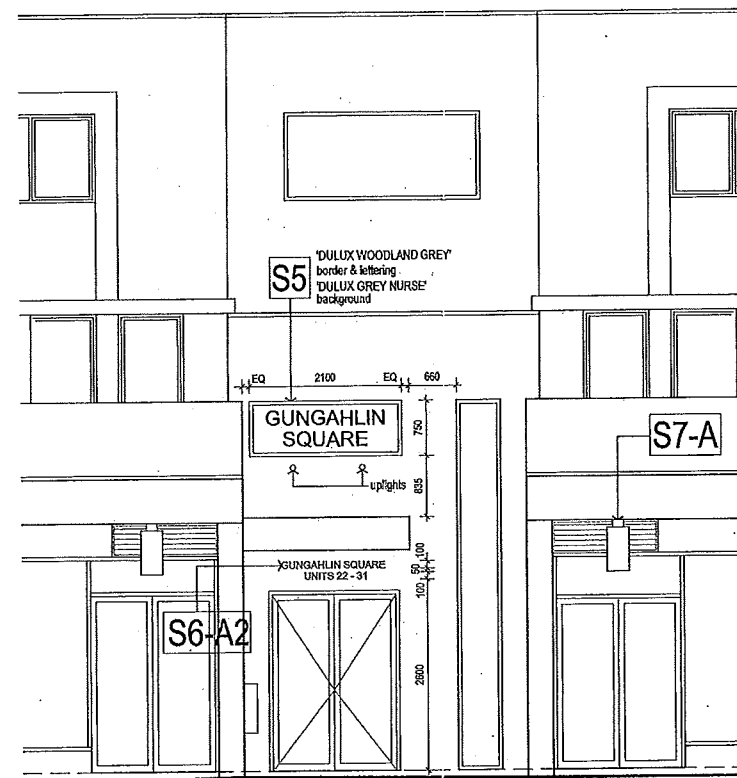 S5
'DULUX WOODLAND GREY'
border & lettering
'DULUX GREY NURSE'
background
EQ 2100 EQ 660
GUNGAHLIN
SQUARE
750
S7-A
uplights
835
100
50
100
GUNGAHLIN SQUARE
UNITS 22 - 31
S6-A2
2600